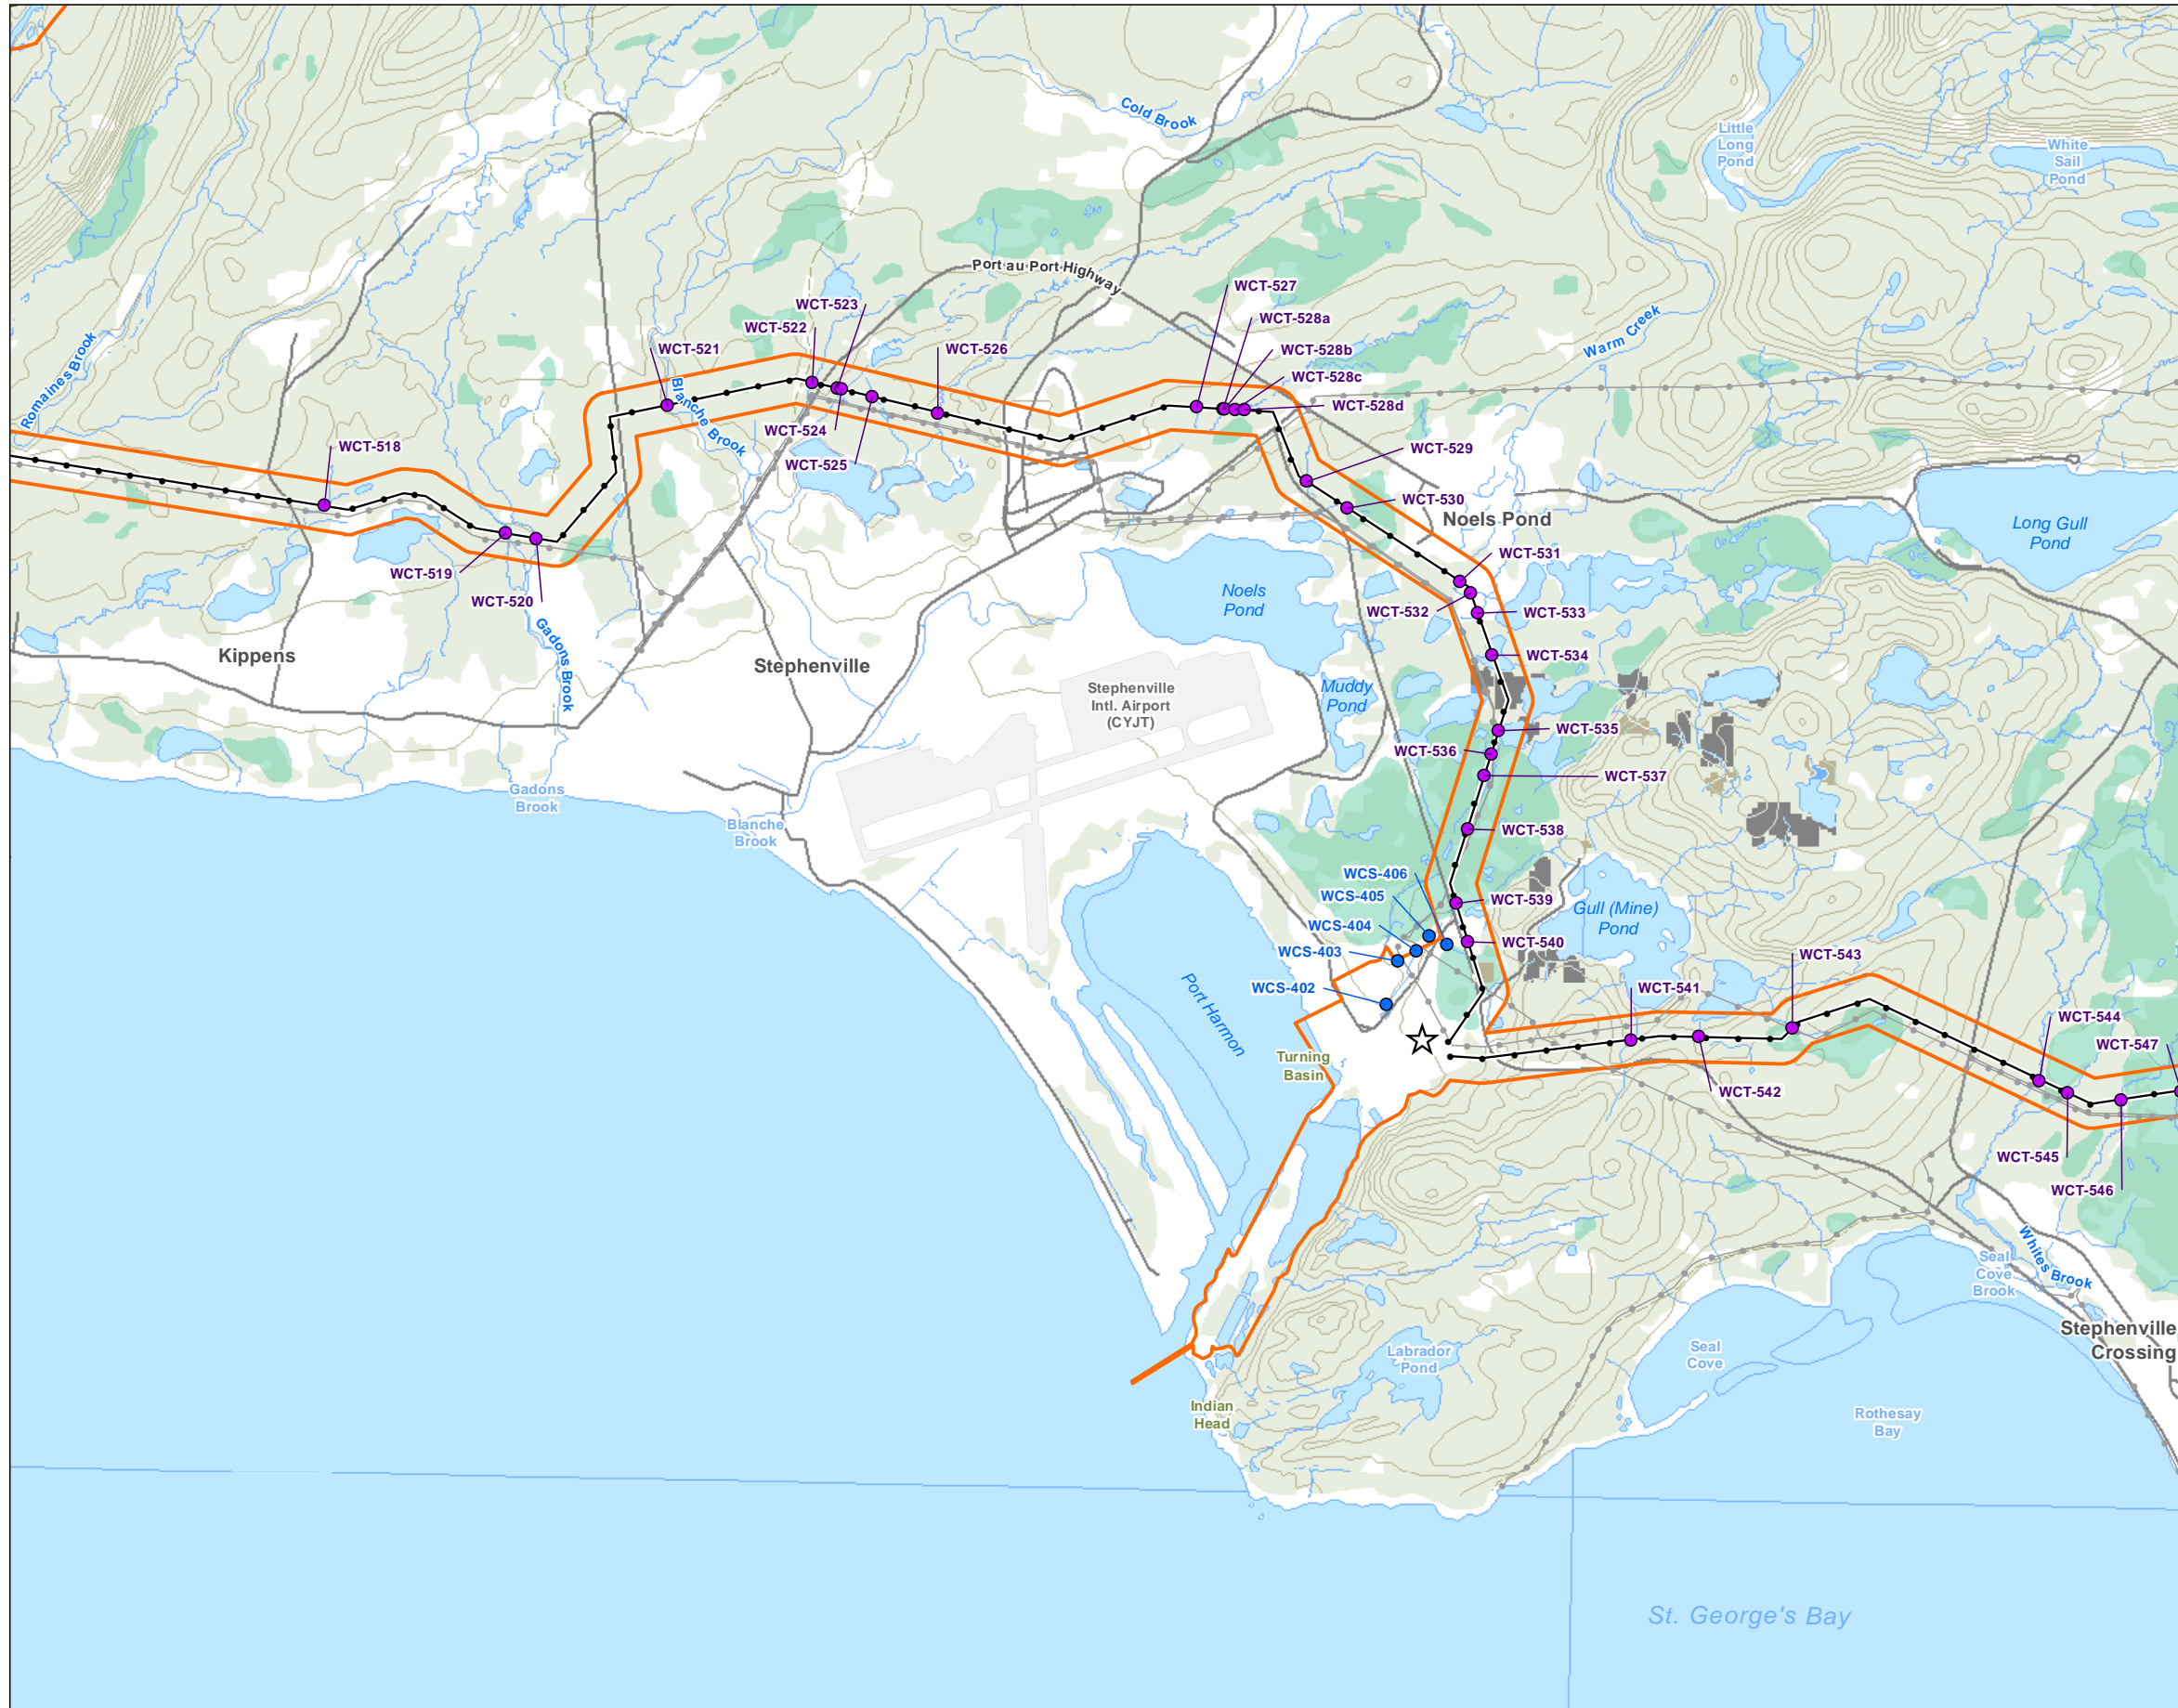 Cold Brook
Little
Long
Pond
White
Sail
Pond
Port au Port Highway
WCT-527
WCT-523
WCT-528a
WCT-522
Warm Creek
WCT-521
WCT-526
WCT-528b
Romaines Brook
WCT-528c
WCT-528d
Blanche Brook
WCT-524
WCT-518
WCT-529
WCT-525
WCT-530
Noels Pond
Long Gull
Pond
WCT-531
WCT-519
Noels
Pond
WCT-520
WCT-532
WCT-533
Gadons Brook
Kippens
Stephenville
WCT-534
Stephenville
Intl. Airport
(CYJT)
Muddy
Pond
WCT-535
WCT-536
WCT-537
Gadons
Brook
Blanche
Brook
WCT-538
WCS-406
WCS-405
WCT-539
Gull (Mine)
Pond
WCS-404
WCT-540
WCS-403
WCT-543
WCS-402
WCT-541
Port Harmon
WCT-544
WCT-547
Turning
Basin
WCT-542
WCT-545
WCT-546
Whites Brook
Seal
Cove
Brook
Stephenville
Crossing
Seal
Cove
Labrador
Pond
Indian
Head
Rothesay
Bay
St. George's Bay